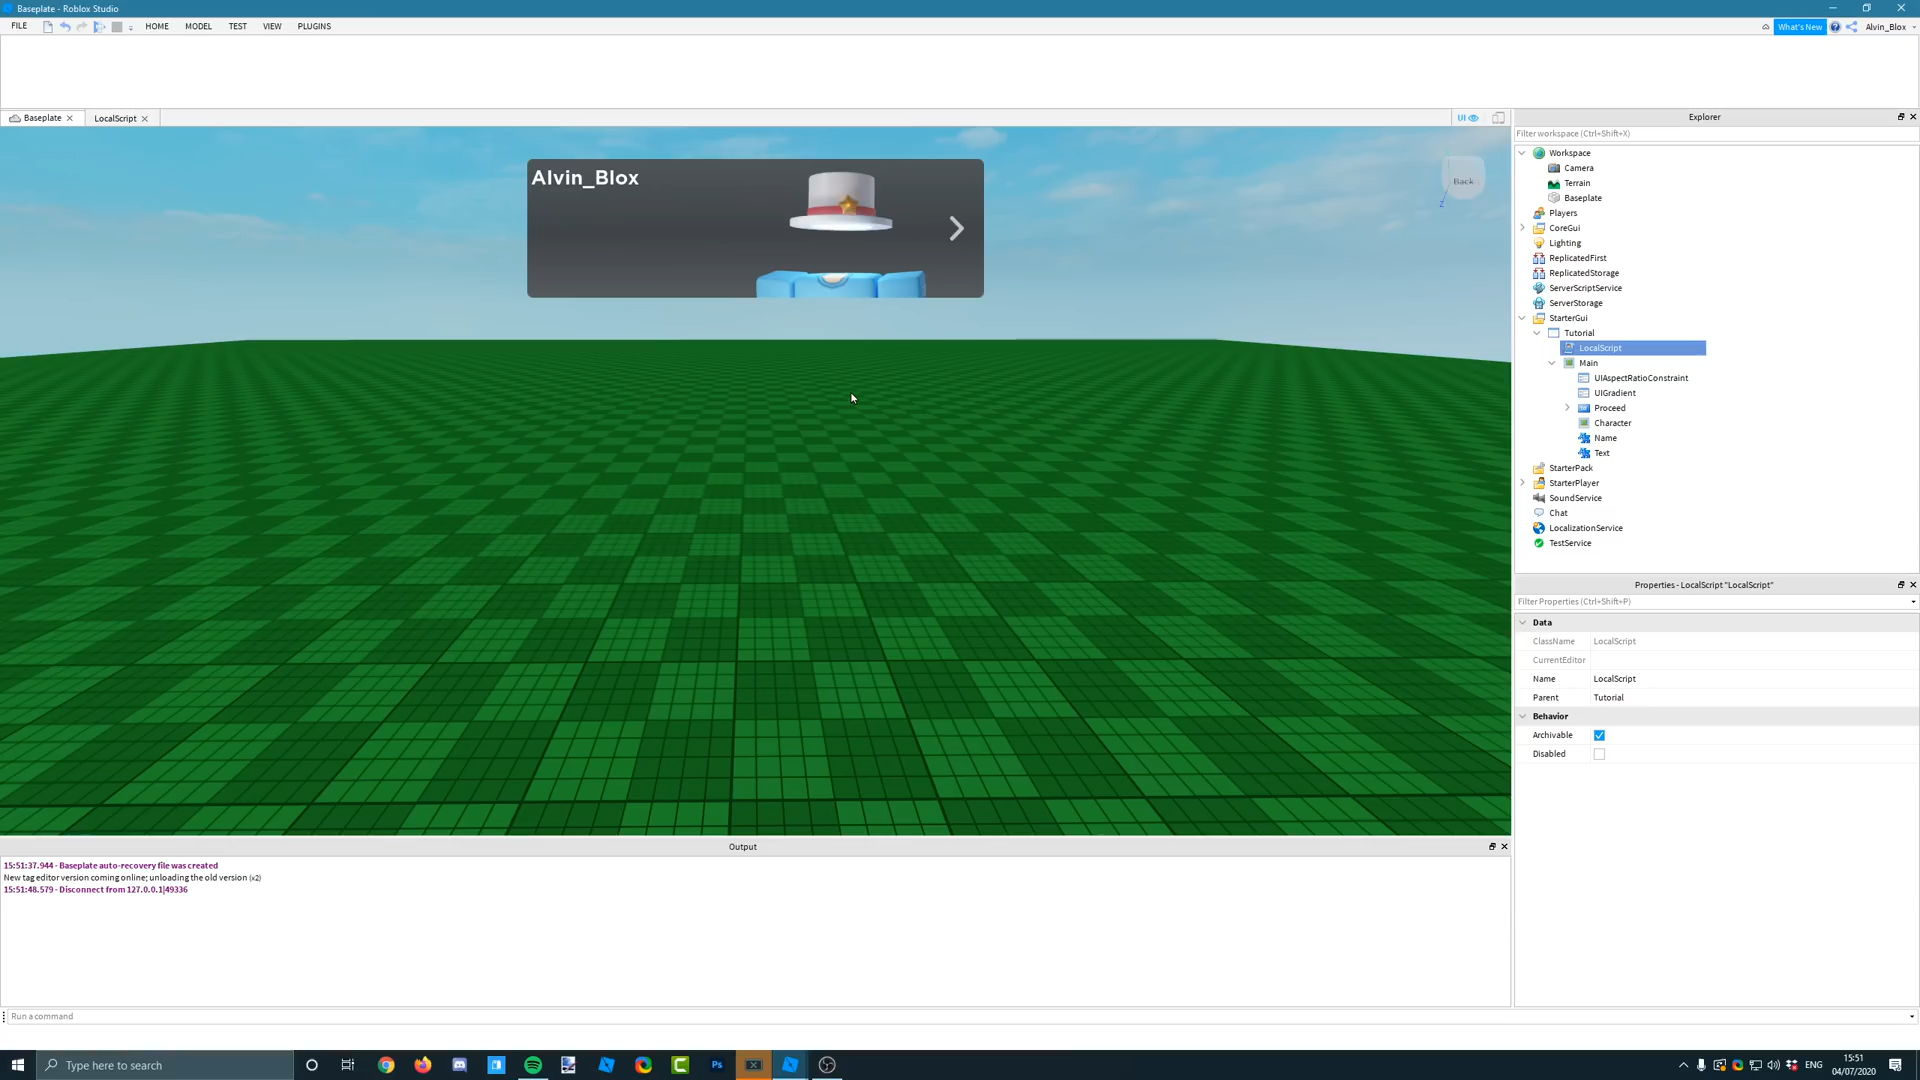 Baseplate - Roblox Studio
FILE HOME MODEL TEST VIEW PLUGINS What's New Alvin_Blox
Baseplate LocalScript UI
Alvin_Blox
Back
Z
Explorer
Filter workspace (Ctrl+Shift+X)
Workspace
Camera
Terrain
Baseplate
Players
CoreGui
Lighting
ReplicatedFirst
ReplicatedStorage
ServerScriptService
ServerStorage
StarterGui
Tutorial
LocalScript
Main
UIAspectRatioConstraint
UIGradient
Proceed
Character
Name
Text
StarterPack
StarterPlayer
SoundService
Chat
LocalizationService
TestService
Properties - LocalScript "LocalScript"
Filter Properties (Ctrl+Shift+P)
Data
ClassName LocalScript
CurrentEditor
Name LocalScript
Parent Tutorial
Behavior
Archivable
Disabled
Output
15:51:37.944 - Baseplate auto-recovery file was created
New tag editor version coming online; unloading the old version (x2)
15:51:48.579 - Disconnect from 127.0.0.1|49336
Run a command
Type here to search
Ps
ENG
15:51
04/07/2020